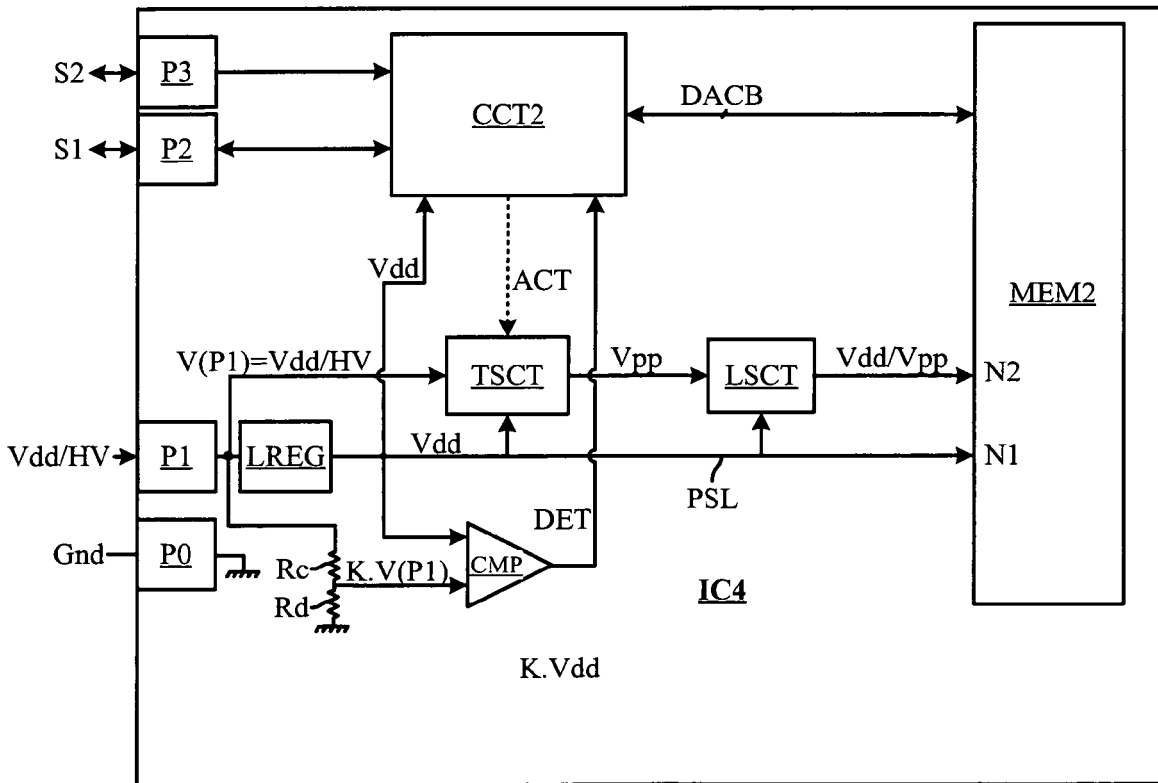 S2
P3
CCT2
DACB
S1
P2
Vdd
ACT
MEM2
V(P1)=Vdd/HV
TSCT
Vpp
LSCT
Vdd/Vpp
N2
Vdd/HV
P1
LREG
Vdd
PSL
N1
Gnd
P0
Rc
K.V(P1)
CMP
DET
Rd
IC4
K.Vdd